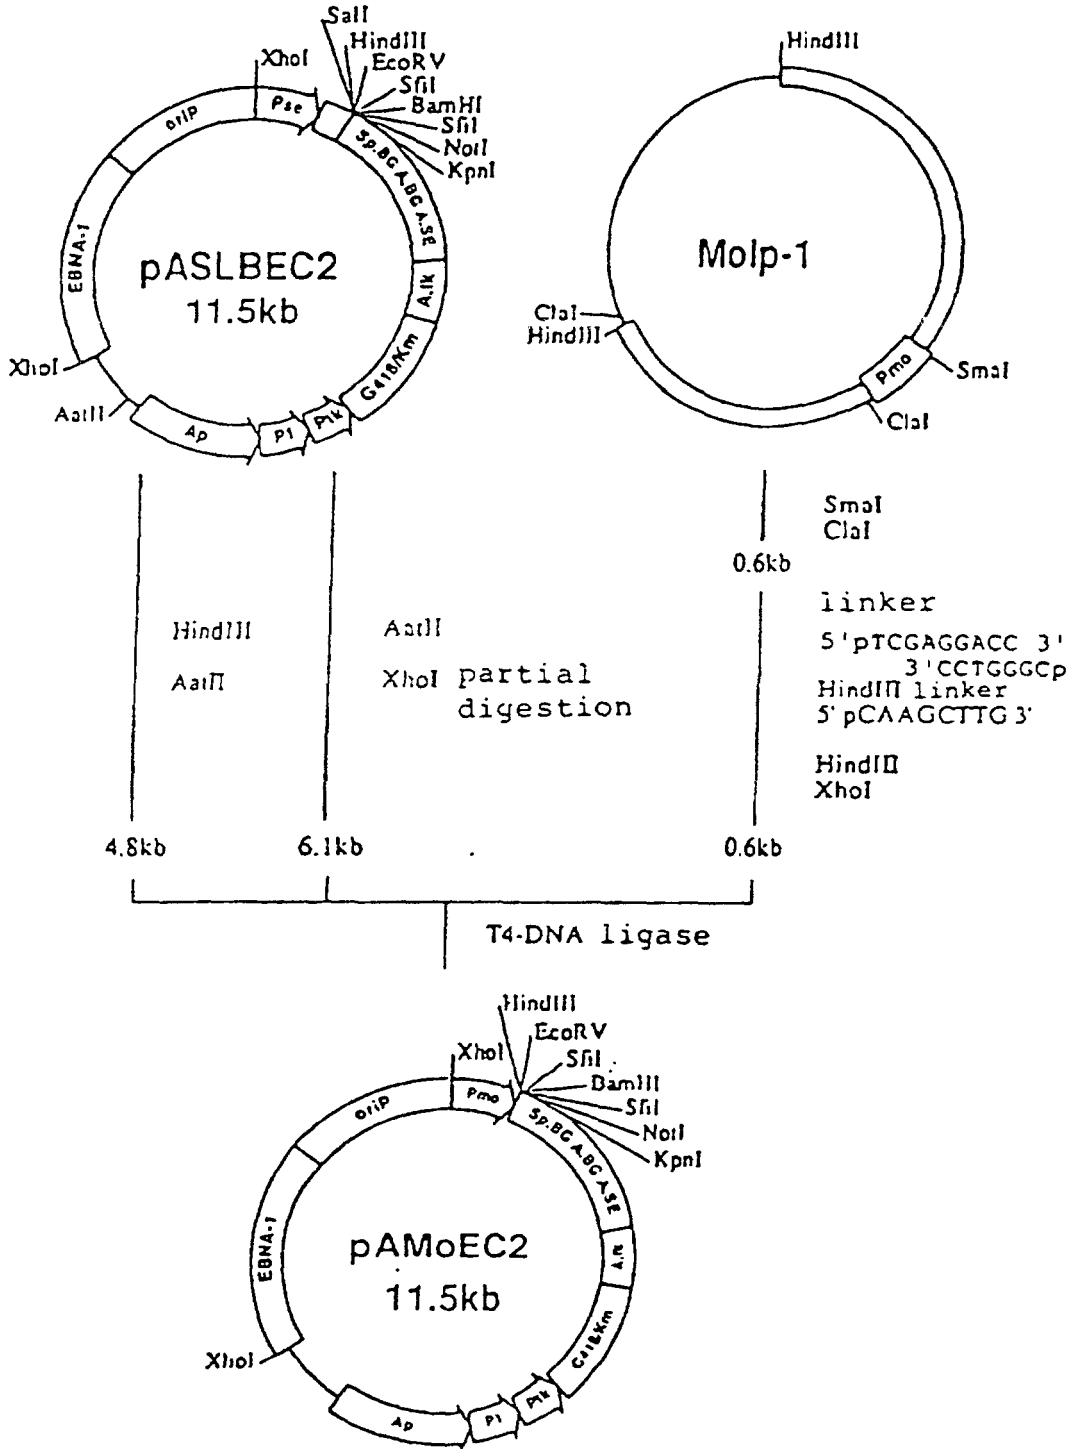 SalI
HindIII
EcoRV
SfiI
BamHI
SfiI
NotI
KpnI
XhoI
Pse
oriP
Sp.BG A.BG A.SE
EBNA-1
pASLBEC2
11.5kb
A.tk
G418/Km
XhoI
AatII
Ap
P1
Ptk
HindIII
Molp-1
ClaI
HindIII
Pmo
SmaI
ClaI
SmaI
ClaI
0.6kb
linker
5'pTCGAGGACC 3'
3'CCTGGGCp
HindIII linker
5' pCAAGCTTG 3'
HindIII
AatII
AatII
XhoI partial
digestion
HindIII
XhoI
4.8kb
6.1kb
0.6kb
T4-DNA ligase
HindIII
EcoRV
XhoI
SfiI
BamHI
SfiI
NotI
KpnI
Pmo
oriP
Sp.BG A.BG A.SE
EBNA-1
pAMoEC2
11.5kb
A.tk
G418/Km
XhoI
Ap
P1
Ptk